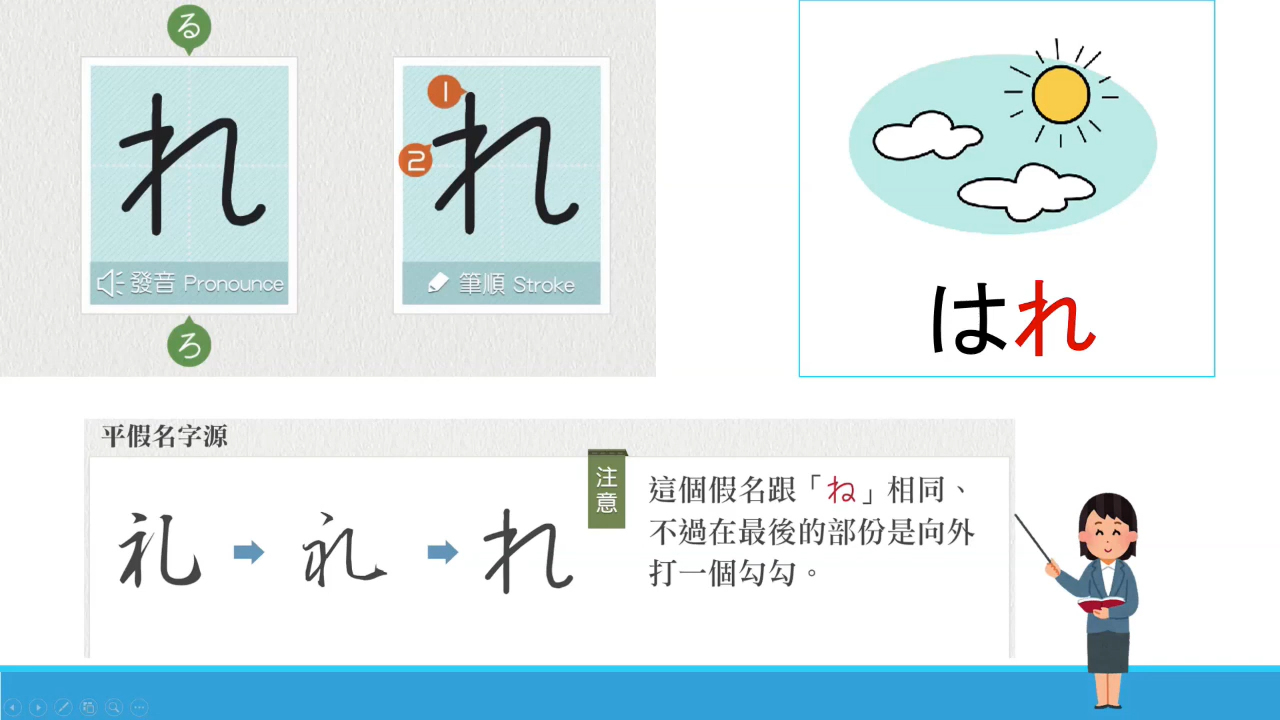 る
れ
發音 Pronounce
ろ
1
2
れ
筆順 Stroke
はれ
平假名字源
礼
礼
れ
注意
這個假名跟「ね」相同、
不過在最後的部份是向外
打一個勾勾。